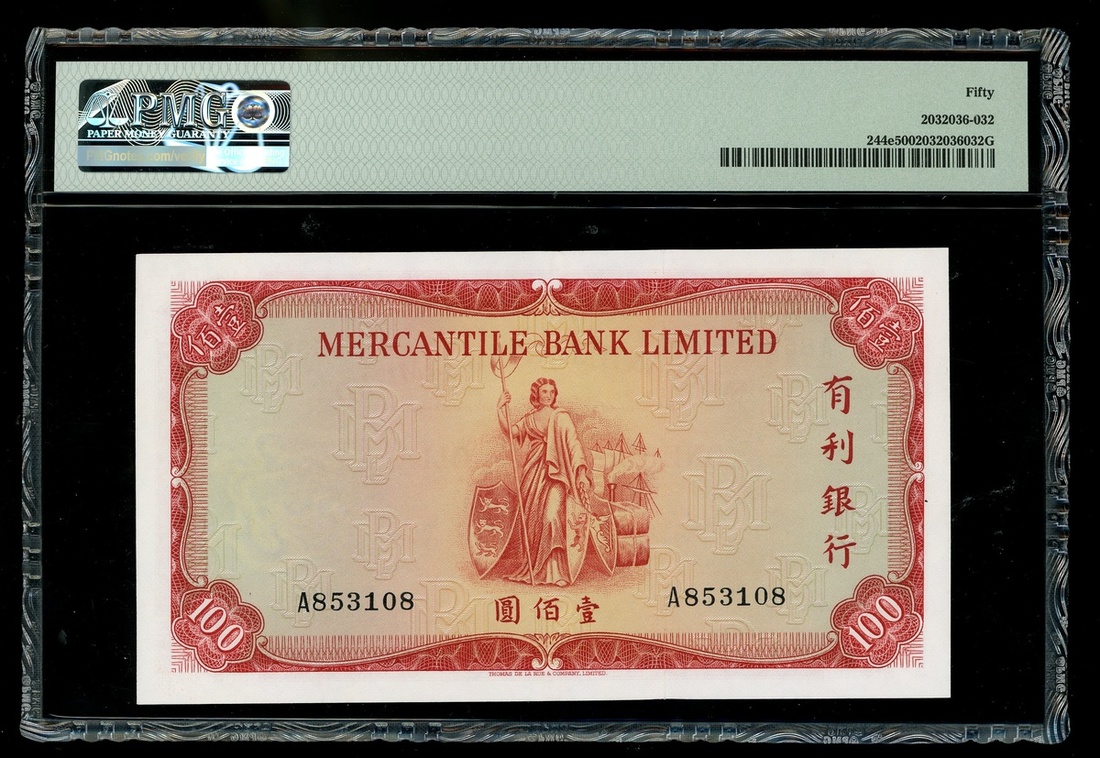 PMG
PAPER MONEY GUARANTY
Fifty
2032036-032
244e5002032036032G
壹佰
壹佰
MERCANTILE BANK LIMITED
有利銀行
A853108
A853108
圓佰壹
100
100
THOMAS DE LA RUE & COMPANY, LIMITED.